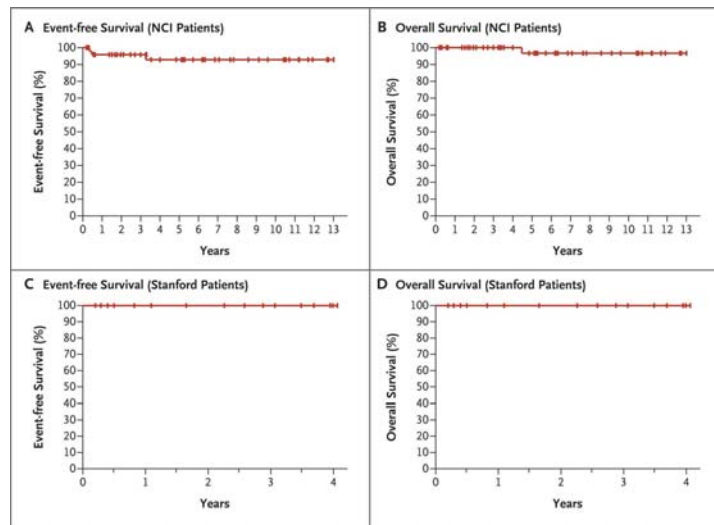 A Event-free Survival (NCI Patients)
Event-free Survival (%)
100
90
80
70
60
50
40
30
20
10
0
0 1 2 3 4 5 6 7 8 9 10 11 12 13
Years
B Overall Survival (NCI Patients)
Overall Survival (%)
100
90
80
70
60
50
40
30
20
10
0
0 1 2 3 4 5 6 7 8 9 10 11 12 13
Years
C Event-free Survival (Stanford Patients)
Event-free Survival (%)
100
90
80
70
60
50
40
30
20
10
0
0 1 2 3 4
Years
D Overall Survival (Stanford Patients)
Overall Survival (%)
100
90
80
70
60
50
40
30
20
10
0
0 1 2 3 4
Years